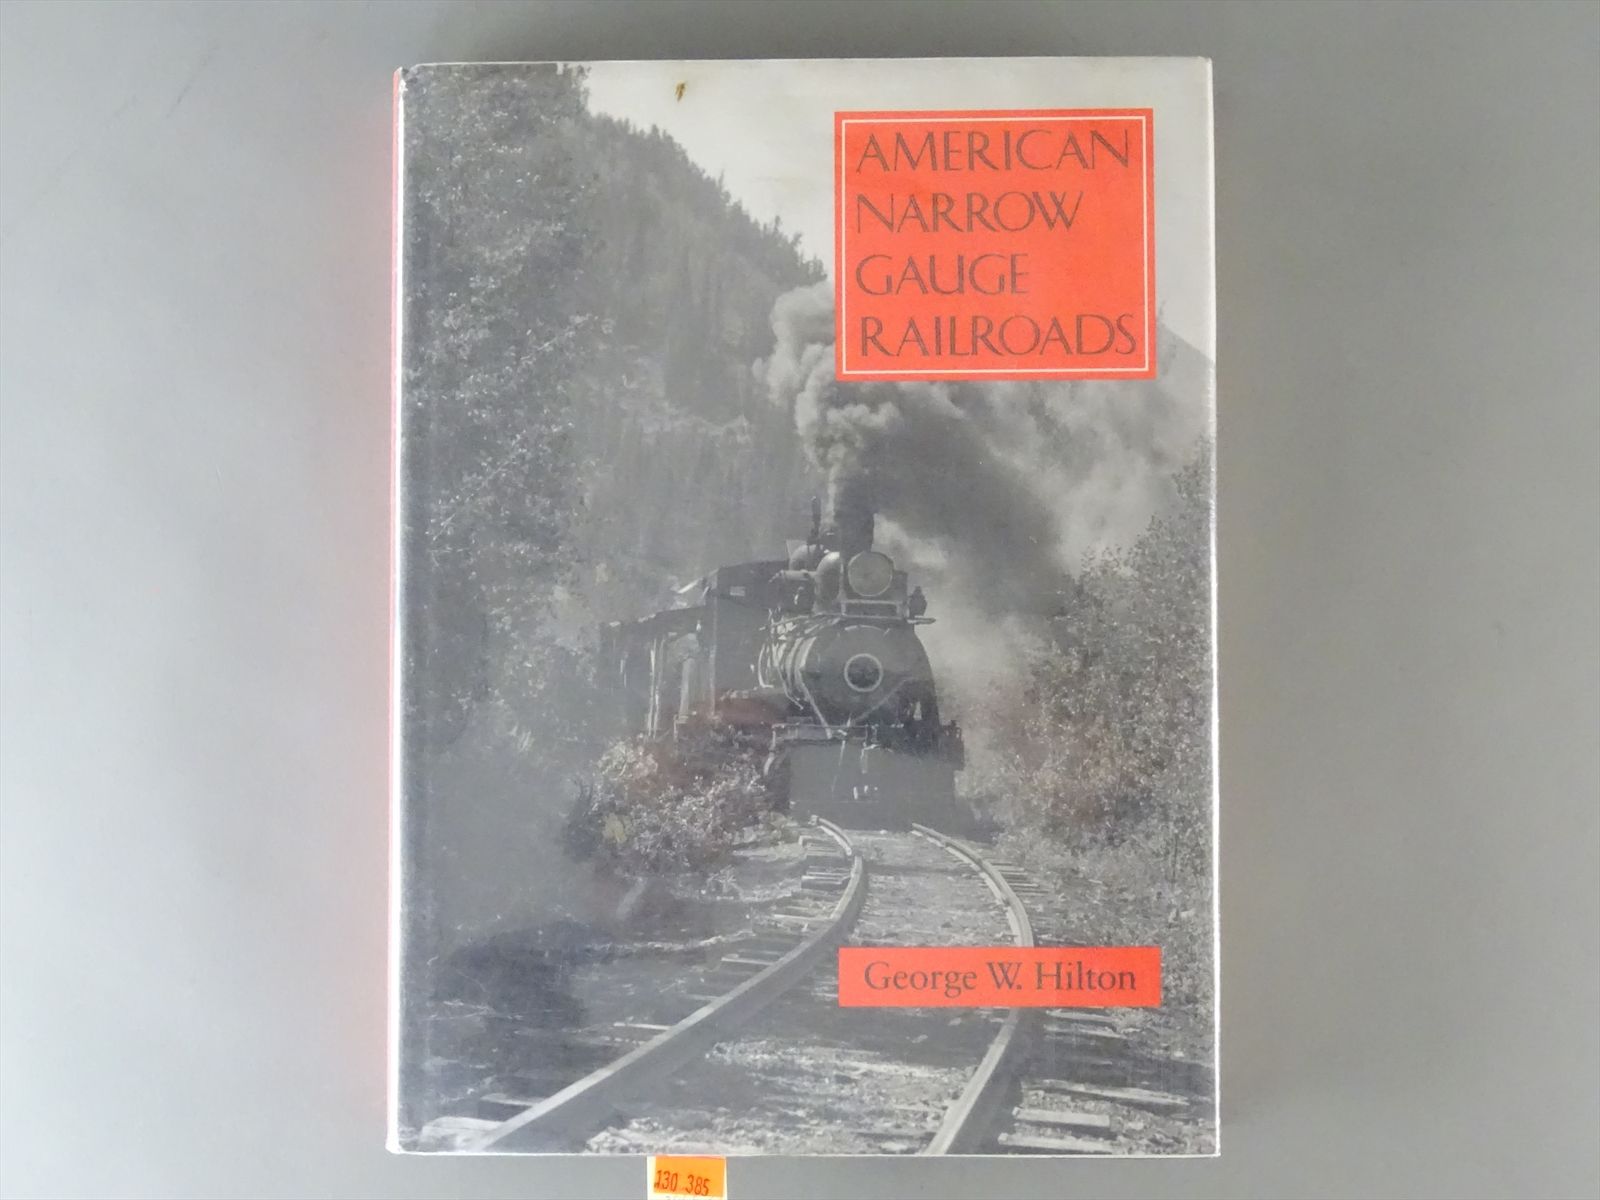 AMERICAN
NARROW
GAUGE
RAILROADS
George W. Hilton
130 385